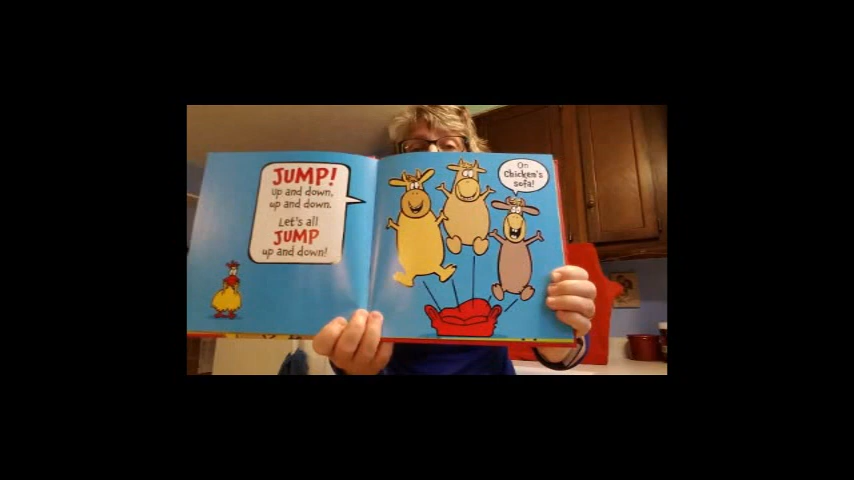 JUMP!
up and down,
up and down.
Let's all
JUMP
up and down!
On
Chicken's
sofa!